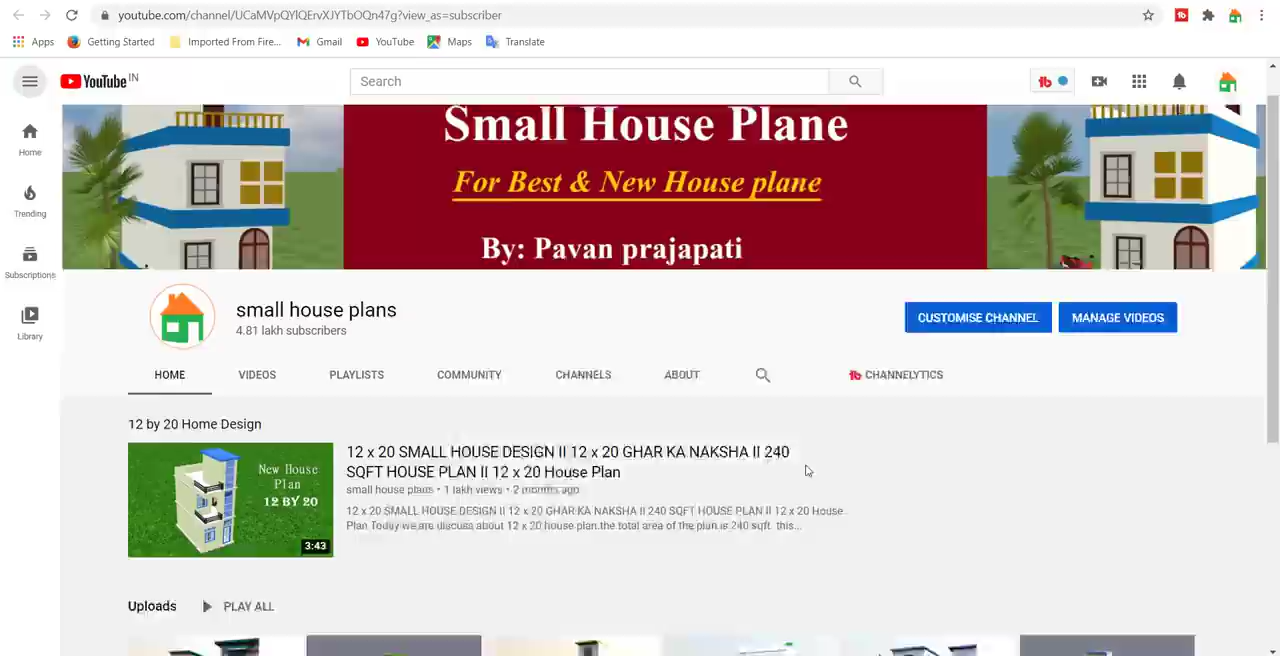 youtube.com/channel/UCaMVpQYlQErvXJYTbOQn47g?view_as=subscriber
Apps Getting Started Imported From Fire... Gmail YouTube Maps Translate
YouTube IN
Search
Home
Trending
Subscriptions
Library
Small House Plane
For Best & New House plane
By: Pavan prajapati
small house plans
4.81 lakh subscribers
CUSTOMISE CHANNEL MANAGE VIDEOS
HOME VIDEOS PLAYLISTS COMMUNITY CHANNELS ABOUT tb CHANNELYTICS
12 by 20 Home Design
New House
Plan
12 BY 20
3:43
12 x 20 SMALL HOUSE DESIGN II 12 x 20 GHAR KA NAKSHA II 240
SQFT HOUSE PLAN II 12 x 20 House Plan
small house plans • 1 lakh views • 2 months ago
12 x 20 SMALL HOUSE DESIGN II 12 x 20 GHAR KA NAKSHA II 240 SQFT HOUSE PLAN II 12 x 20 House
Plan Today we are discuss about 12 x 20 house plan.the total area of the plan is 240 sqft. this...
Uploads PLAY ALL